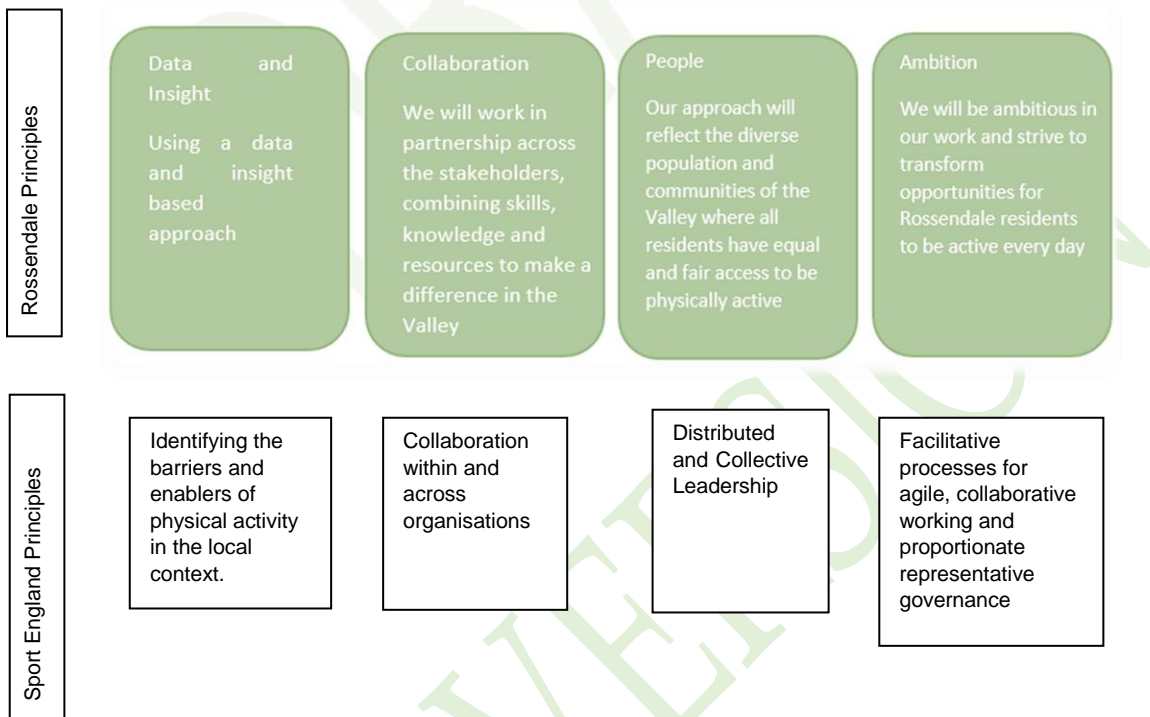 Rossendale Principles
Data and
Insight
Using a data
and insight
based
approach
Collaboration
We will work in
partnership across
the stakeholders,
combining skills,
knowledge and
resources to make a
difference in the
Valley
People
Our approach will
reflect the diverse
population and
communities of the
Valley where all
residents have equal
and fair access to be
physically active
Ambition
We will be ambitious in
our work and strive to
transform
opportunities for
Rossendale residents
to be active every day
Sport England Principles
Identifying the
barriers and
enablers of
physical activity
in the local
context.
Collaboration
within and
across
organisations
Distributed
and Collective
Leadership
Facilitative
processes for
agile, collaborative
working and
proportionate
representative
governance